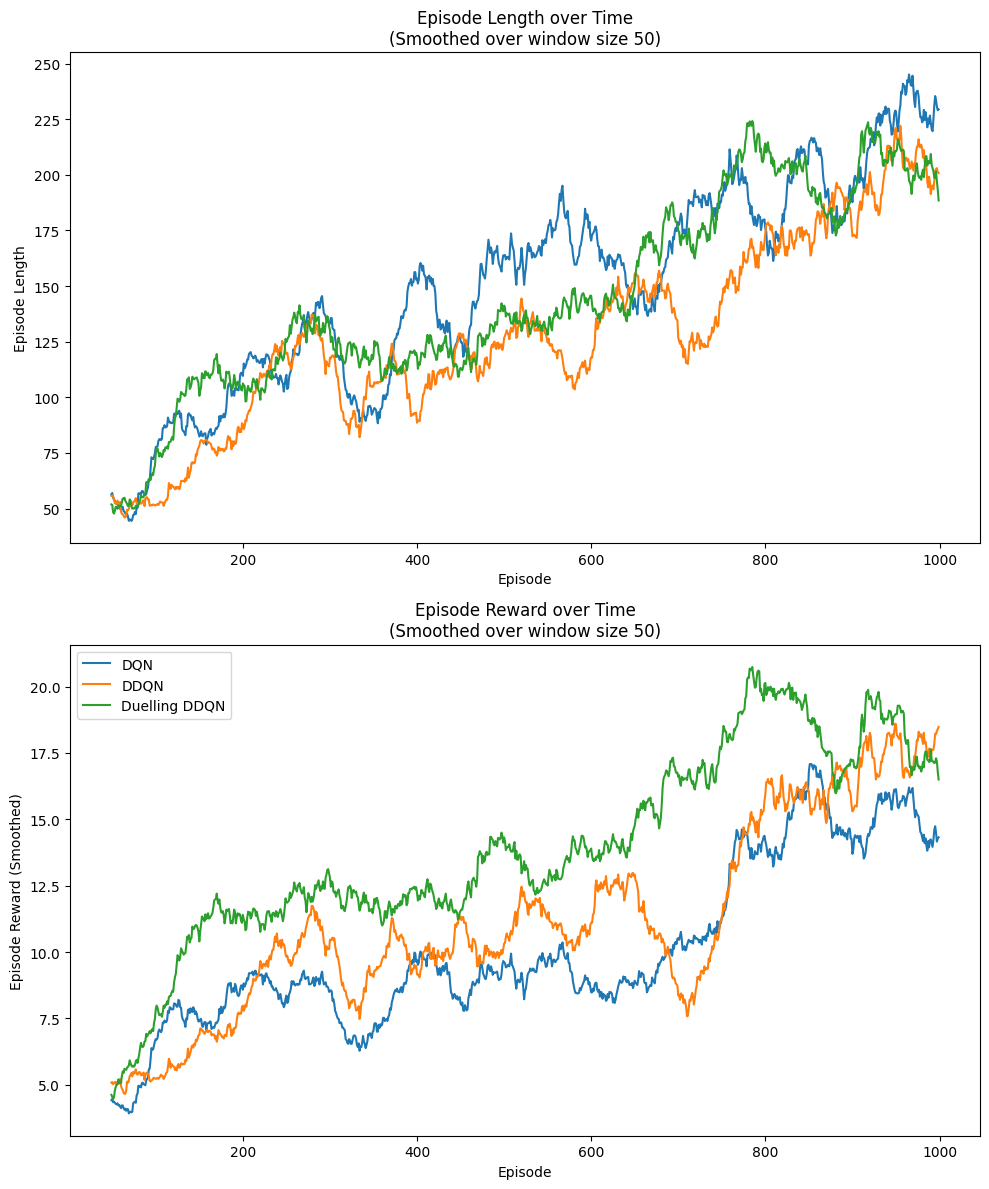 Episode Length over Time
(Smoothed over window size 50)
250
225
200
175
150
125
100
75
50
Episode Length
200
400
600
800
1000
Episode
Episode Reward over Time
(Smoothed over window size 50)
DQN
DDQN
Duelling DDQN
20.0
17.5
15.0
12.5
10.0
7.5
5.0
Episode Reward (Smoothed)
200
400
600
800
1000
Episode